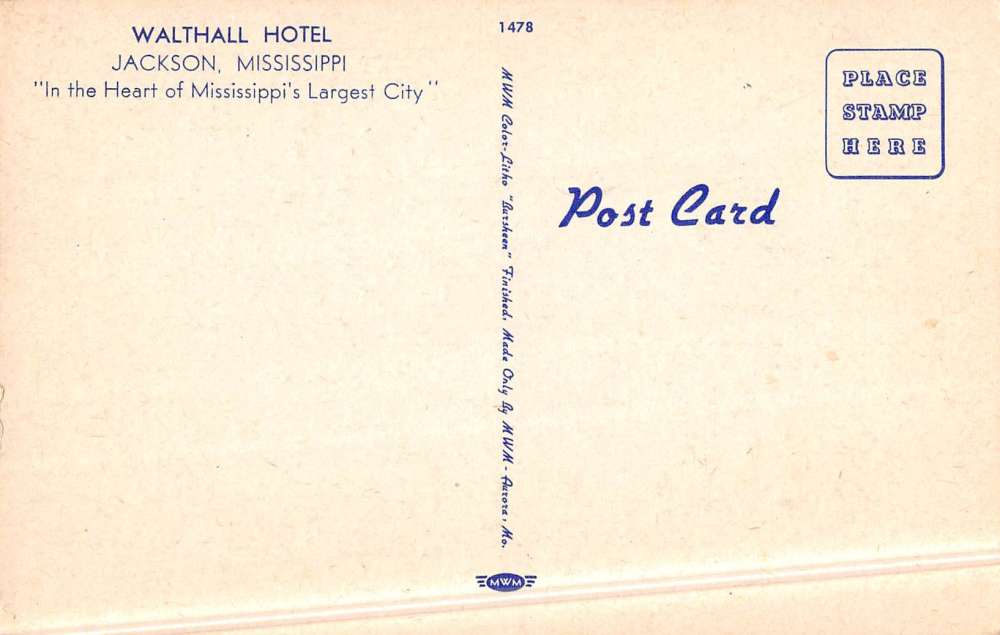 WALTHALL HOTEL
JACKSON, MISSISSIPPI
"In the Heart of Mississippi's Largest City"
1478
MWM Color-Litho "Lursheen" Finished, Made Only By MWM - Aurora, Mo.
MWM
PLACE
STAMP
HERE
Post Card